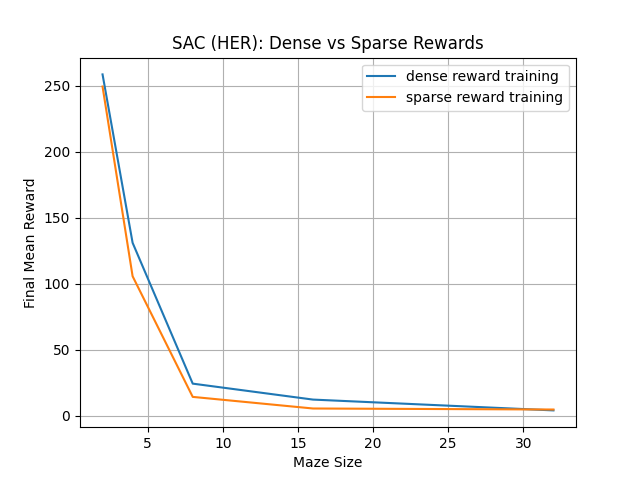 SAC (HER): Dense vs Sparse Rewards
dense reward training
sparse reward training
Final Mean Reward
250
200
150
100
50
0
5
10
15
20
25
30
Maze Size